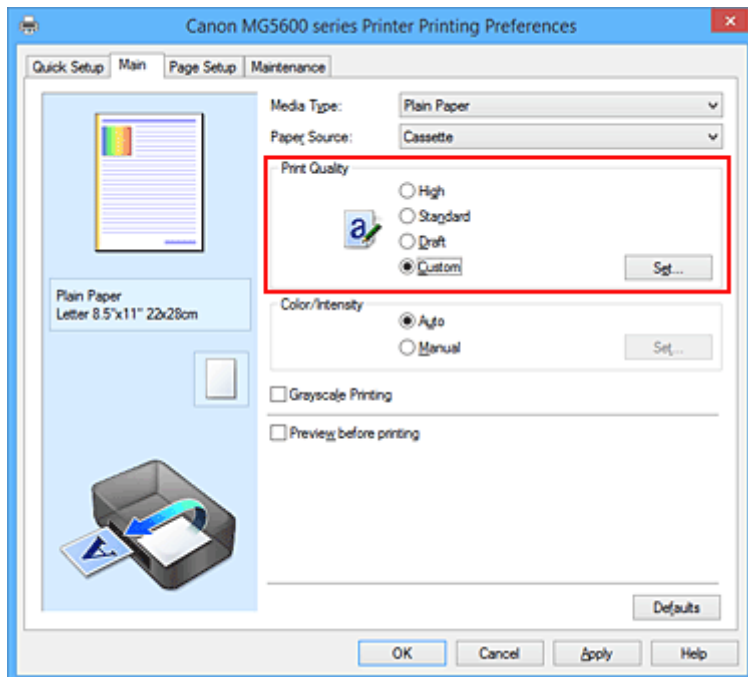 Canon MG5600 series Printer Printing Preferences
Quick Setup Main Page Setup Maintenance
Media Type: Plain Paper
Paper Source: Cassette
Print Quality
High
Standard
Draft
Custom Set...
Plain Paper
Letter 8.5"x11" 22x28cm
Color/Intensity
Auto
Manual Set...
Grayscale Printing
Preview before printing
Defaults
OK Cancel Apply Help